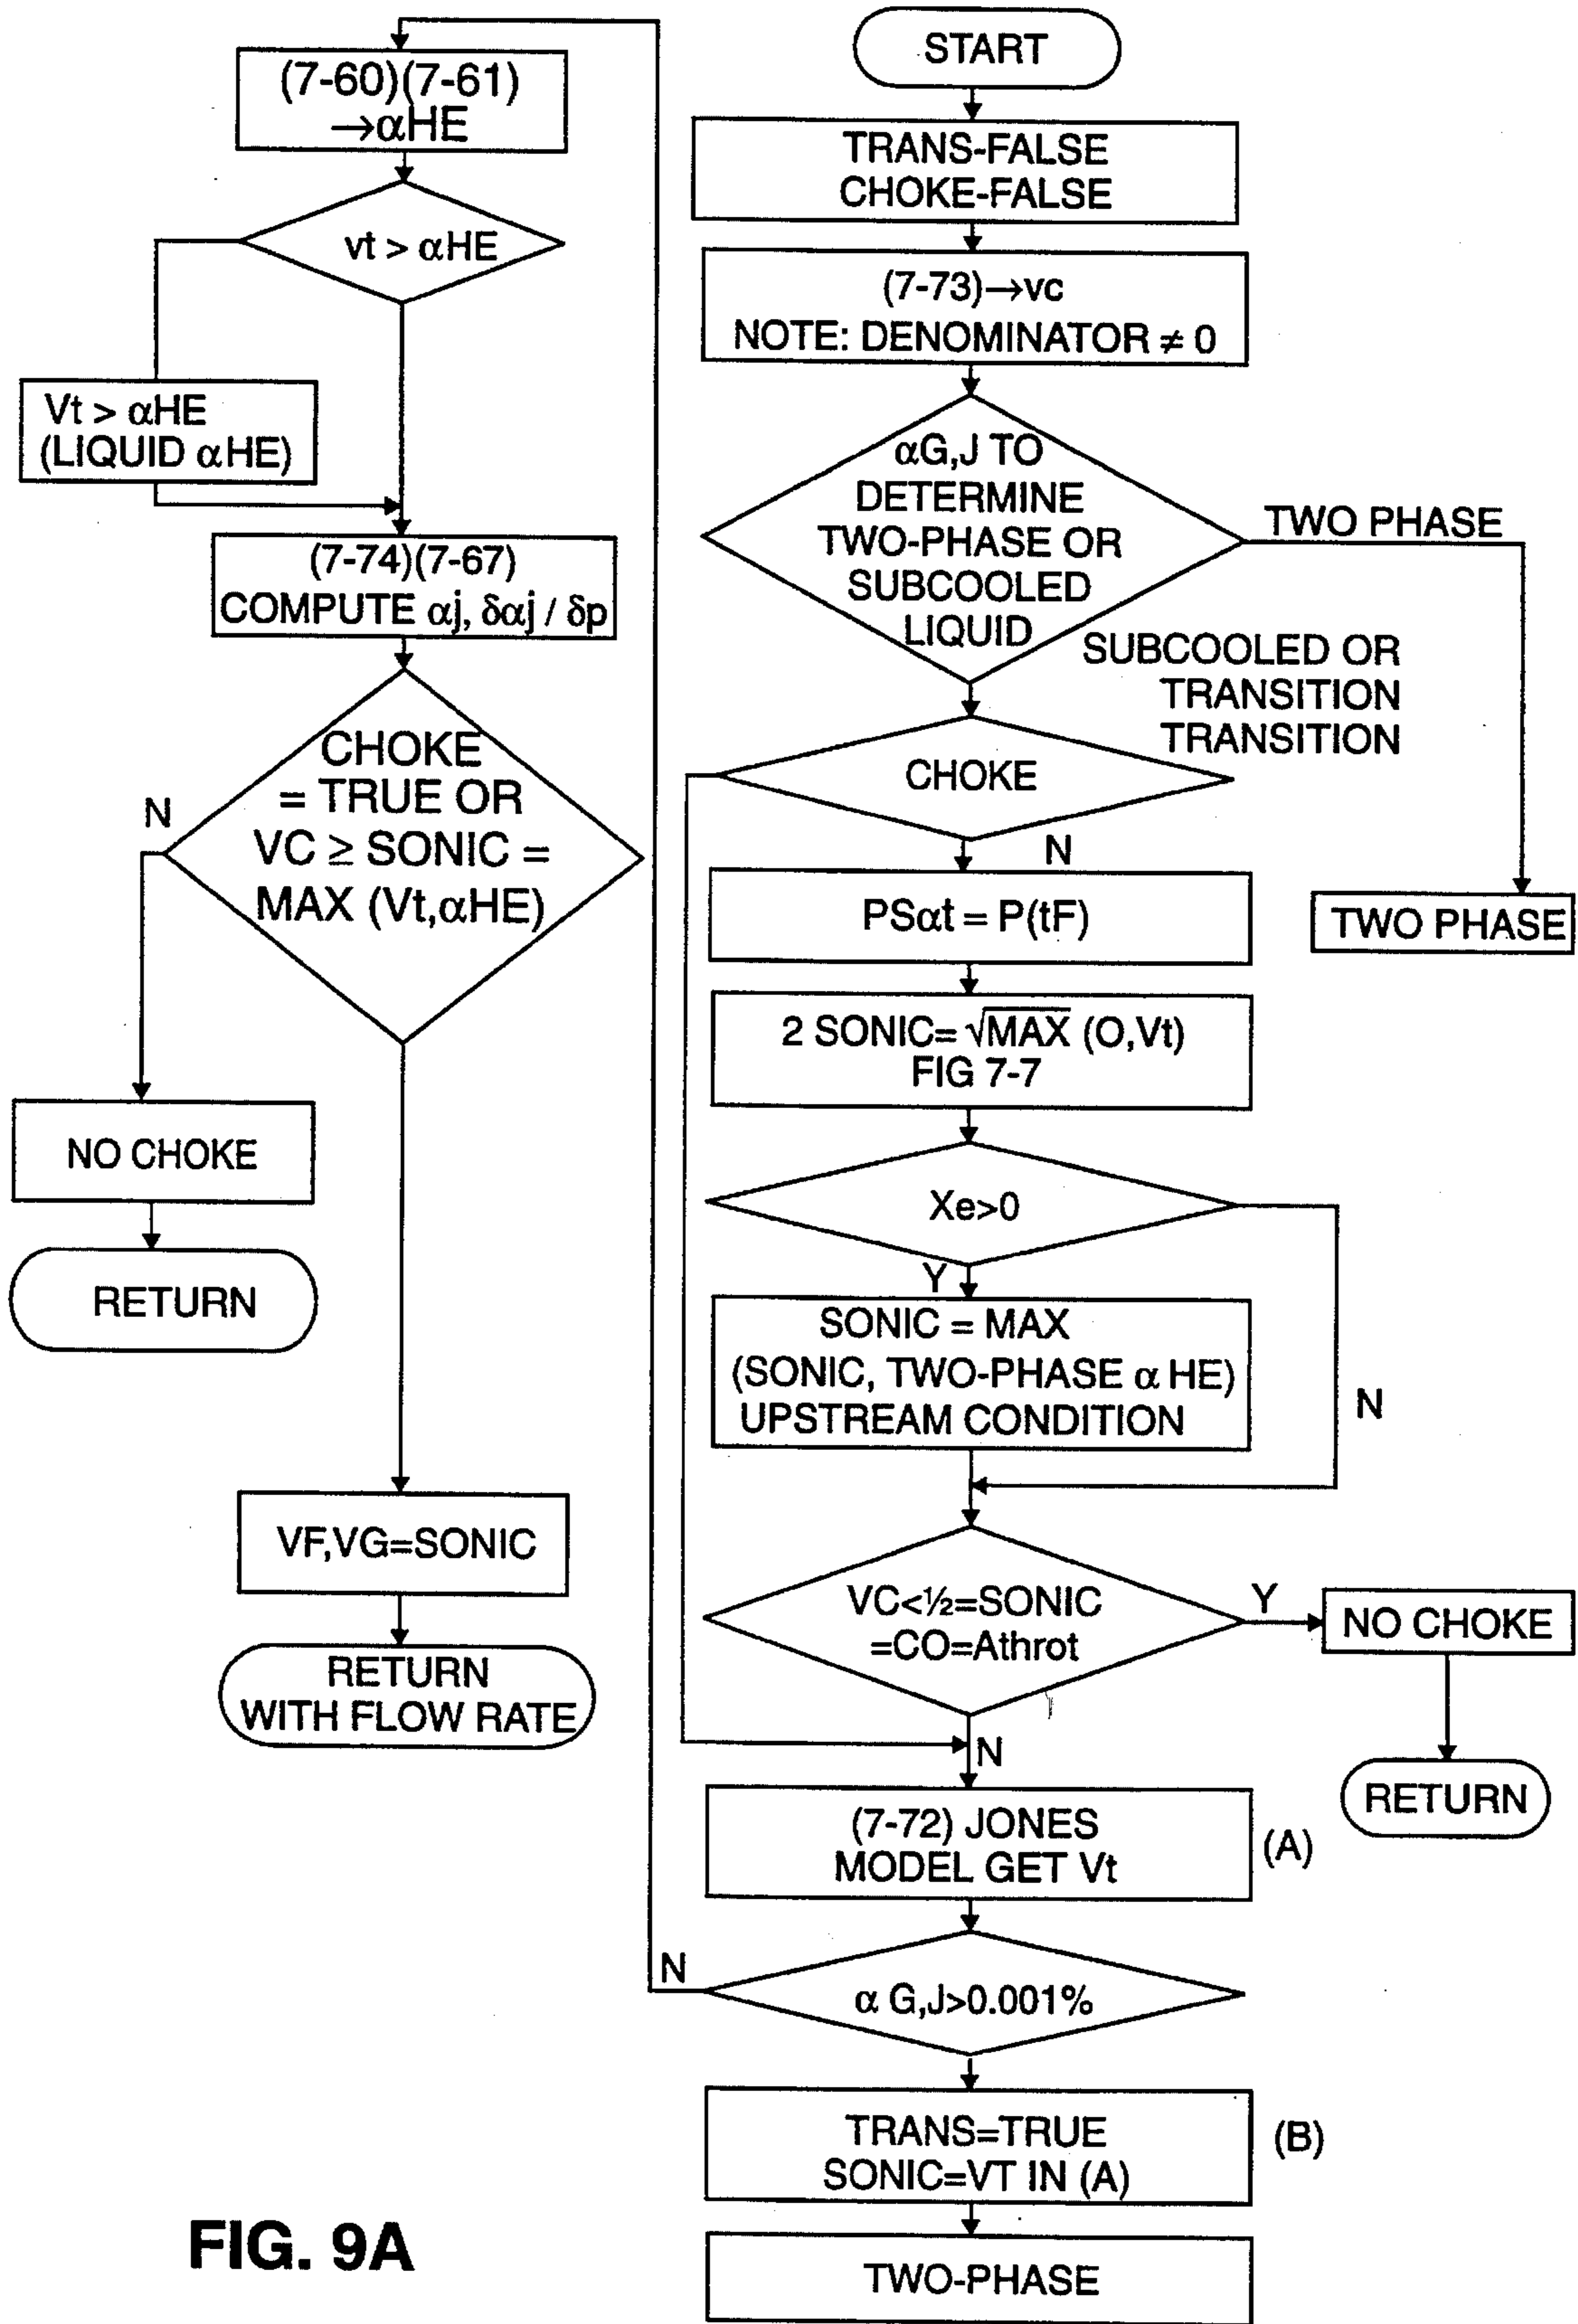 START
TRANS-FALSE
CHOKE-FALSE
(7-73)→vc
NOTE: DENOMINATOR ≠ 0
αG,J TO
DETERMINE
TWO-PHASE OR
SUBCOOLED
LIQUID
TWO PHASE
TWO PHASE
SUBCOOLED OR
TRANSITION
TRANSITION
CHOKE
N
PSαt = P(tF)
2 SONIC= √MAX (O,Vt)
FIG 7-7
Xe>0
Y
N
SONIC = MAX
(SONIC, TWO-PHASE α HE)
UPSTREAM CONDITION
VC<½=SONIC
=CO=Athrot
Y
NO CHOKE
RETURN
N
(7-72) JONES
MODEL GET Vt
(A)
α G,J>0.001%
N
TRANS=TRUE
SONIC=VT IN (A)
(B)
TWO-PHASE
(7-60)(7-61)
→αHE
vt > αHE
Vt > αHE
(LIQUID αHE)
(7-74)(7-67)
COMPUTE αj, δαj / δp
CHOKE
= TRUE OR
VC ≥ SONIC =
MAX (Vt,αHE)
N
NO CHOKE
RETURN
VF,VG=SONIC
RETURN
WITH FLOW RATE
FIG. 9A